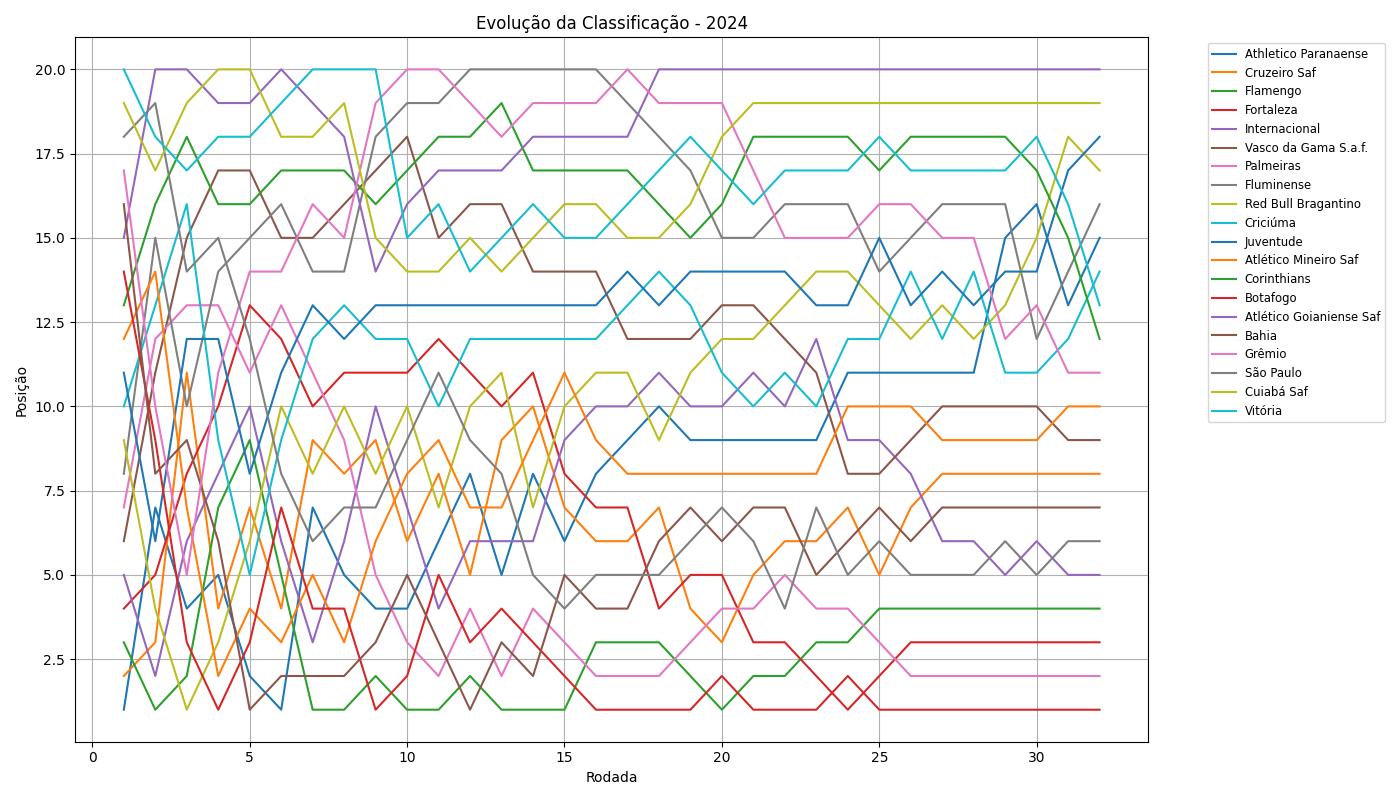 Evolução da Classificação - 2024
20.0
17.5
15.0
12.5
10.0
7.5
5.0
2.5
Posição
0
5
10
15
20
25
30
Rodada
Athletico Paranaense
Cruzeiro Saf
Flamengo
Fortaleza
Internacional
Vasco da Gama S.a.f.
Palmeiras
Fluminense
Red Bull Bragantino
Criciúma
Juventude
Atlético Mineiro Saf
Corinthians
Botafogo
Atlético Goianiense Saf
Bahia
Grêmio
São Paulo
Cuiabá Saf
Vitória